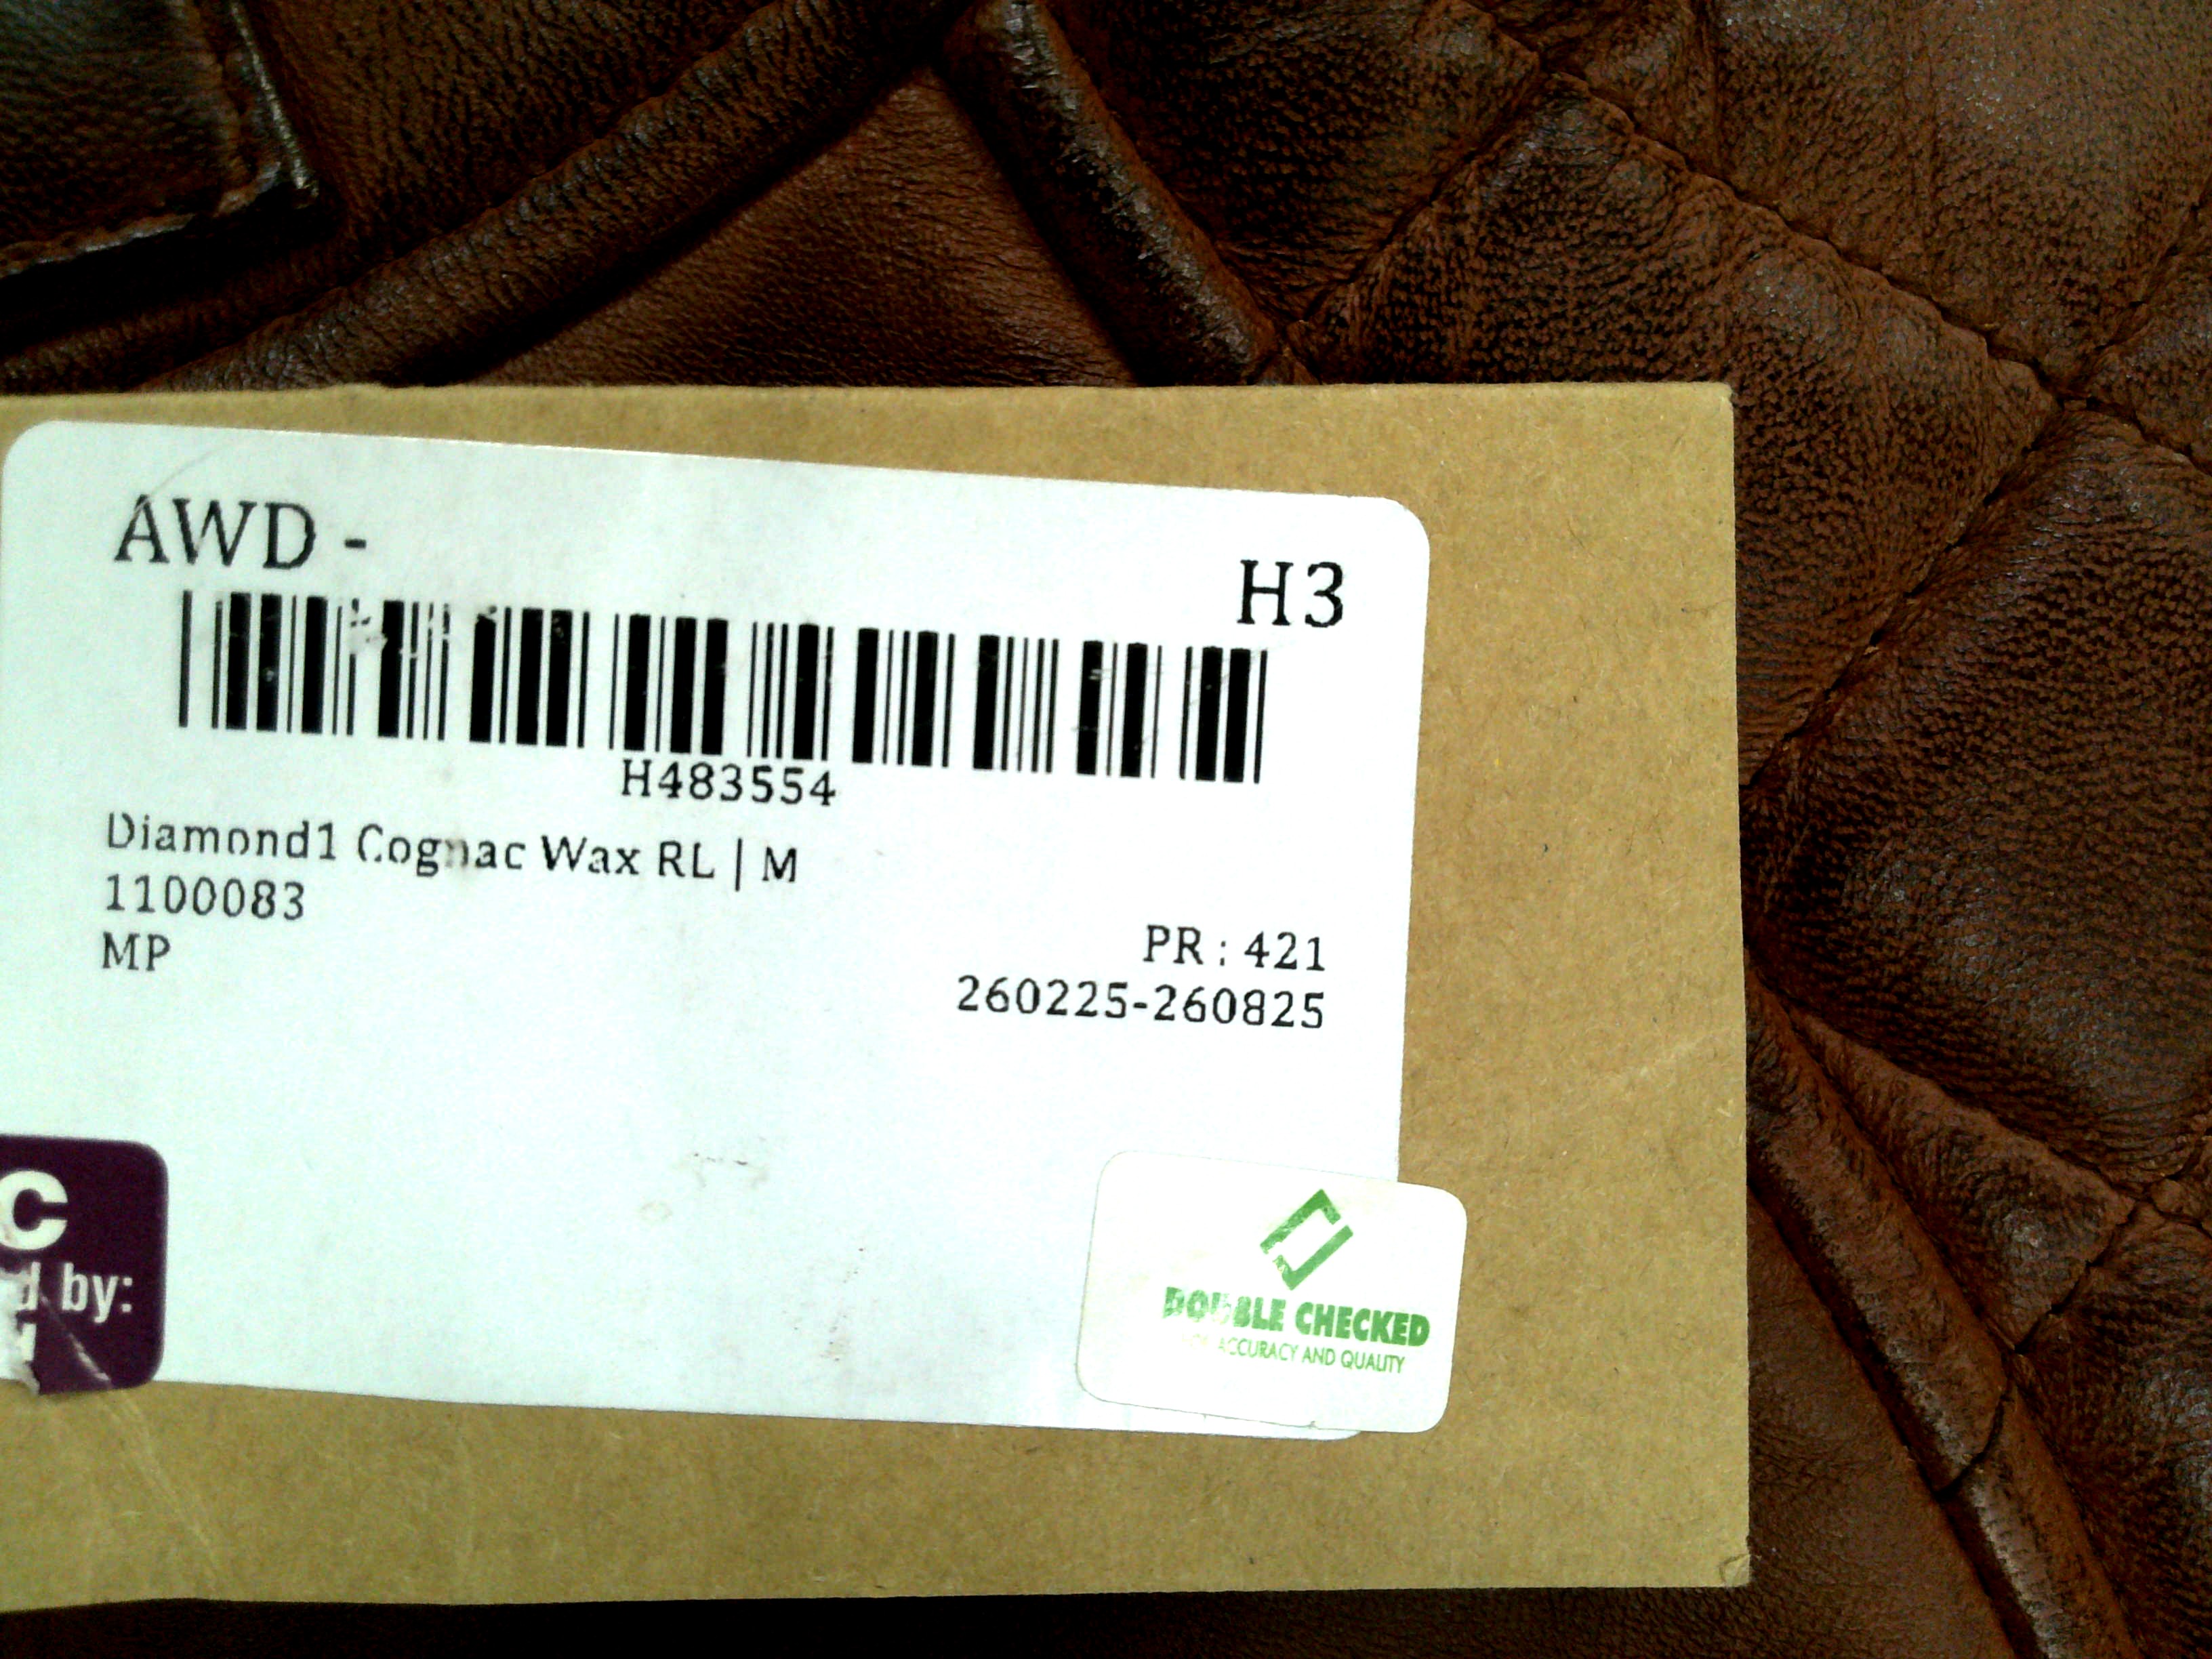 AWD -
H3
H483554
Diamond1 Cognac Wax RL | M
1100083
MP
PR : 421
260225-260825
C
by:
DOUBLE CHECKED
ACCURACY AND QUALITY